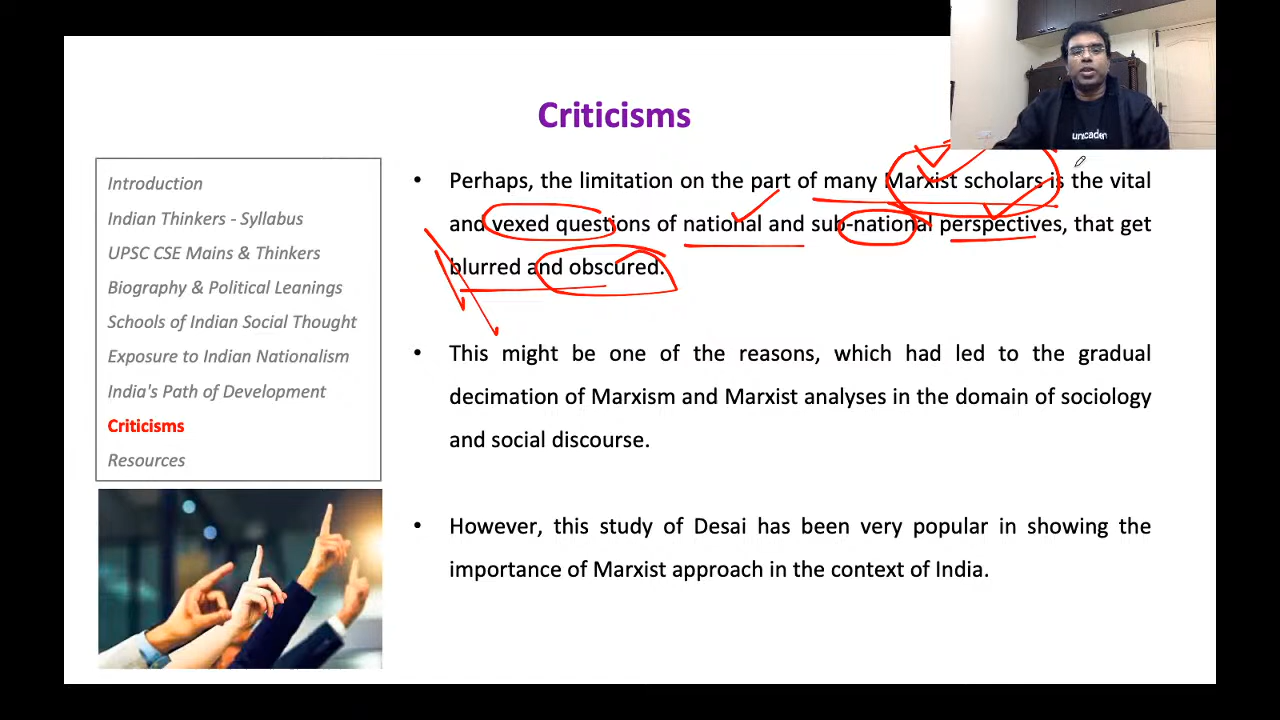 Criticisms
Introduction
Indian Thinkers - Syllabus
UPSC CSE Mains & Thinkers
Biography & Political Leanings
Schools of Indian Social Thought
Exposure to Indian Nationalism
India's Path of Development
Criticisms
Resources
• Perhaps, the limitation on the part of many Marxist scholars is the vital
and vexed questions of national and sub-national perspectives, that get
blurred and obscured.
• This might be one of the reasons, which had led to the gradual
decimation of Marxism and Marxist analyses in the domain of sociology
and social discourse.
• However, this study of Desai has been very popular in showing the
importance of Marxist approach in the context of India.